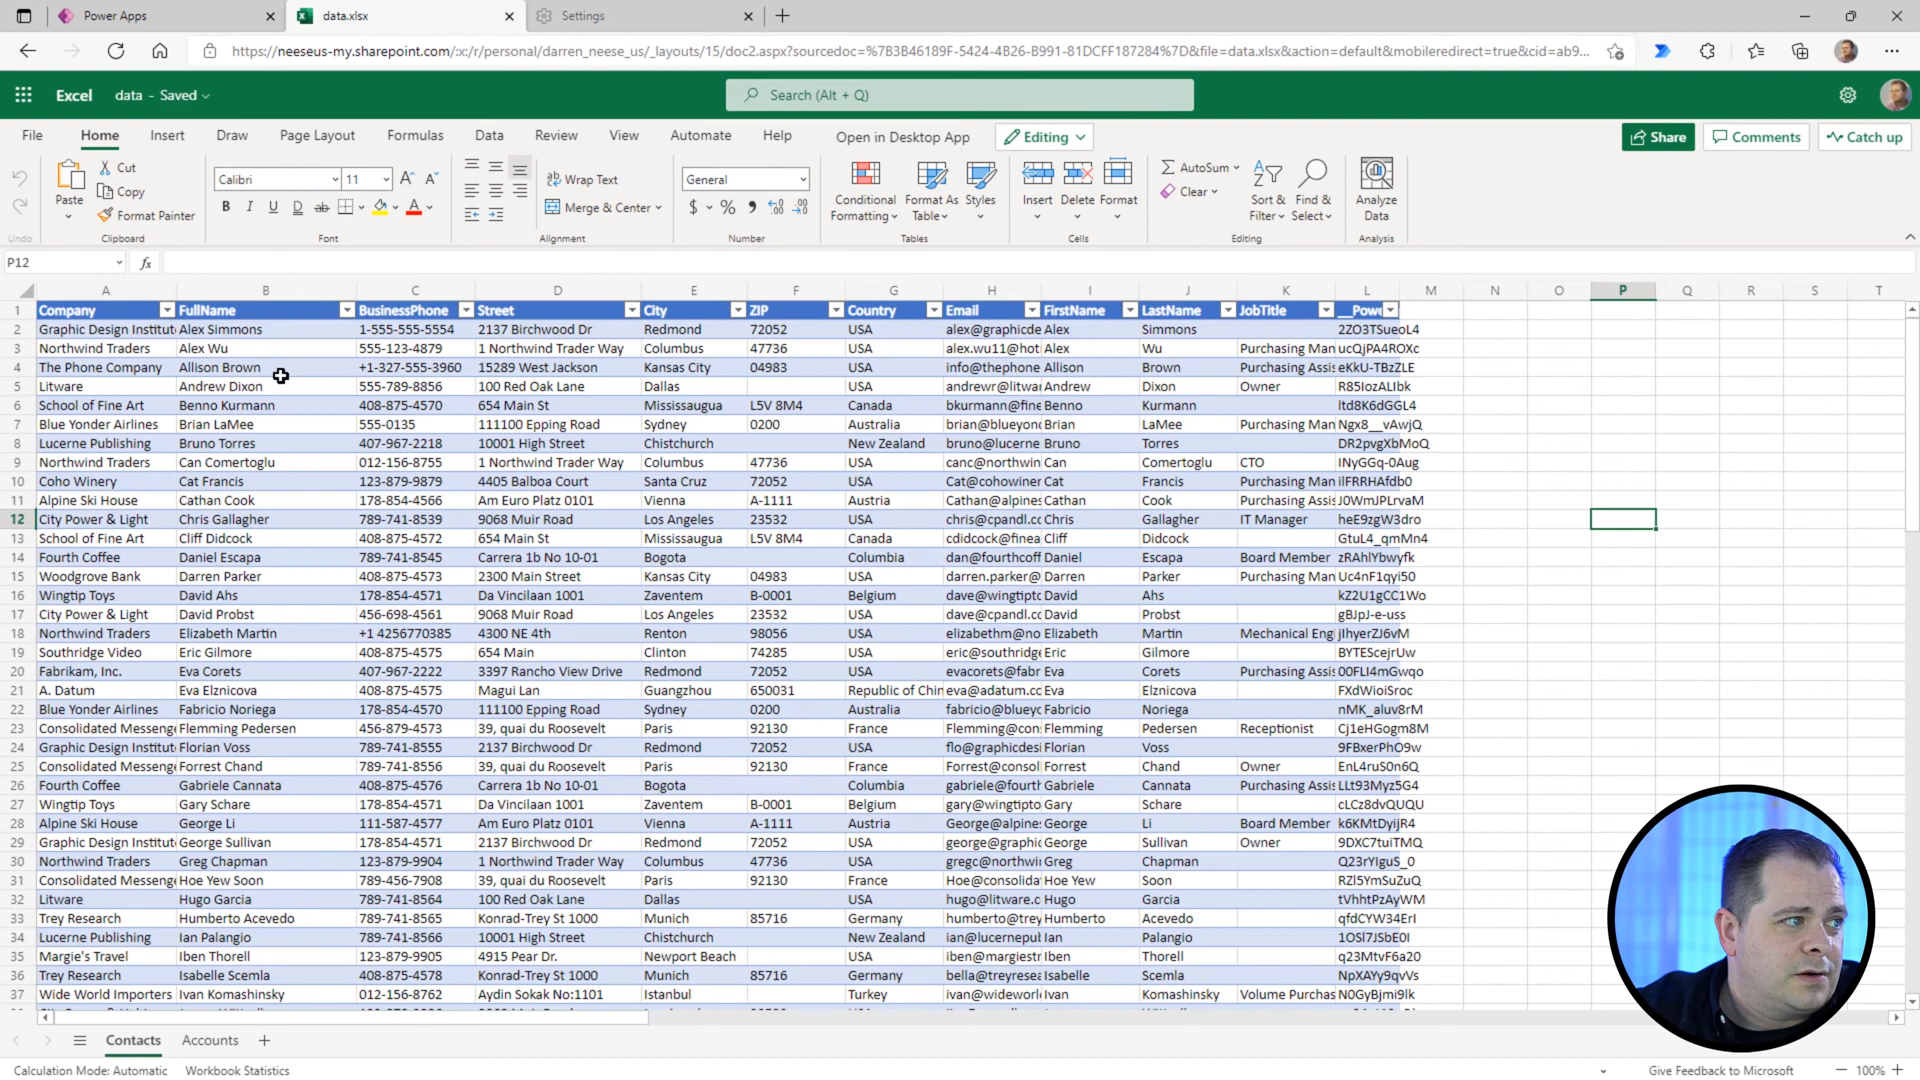 Power Apps data.xlsx Settings
https://neeseus-my.sharepoint.com/:x:/r/personal/darren_neese_us/_layouts/15/doc2.aspx?sourcedoc=%7B3B46189F-5424-4B26-B991-81DCFF187284%7D&file=data.xlsx&action=default&mobileredirect=true&cid=ab9...
Excel data - Saved Search (Alt + Q)
File Home Insert Draw Page Layout Formulas Data Review View Automate Help Open in Desktop App Editing Share Comments Catch up
Paste Cut Copy Format Painter Calibri 11 Wrap Text Merge & Center General Conditional Formatting Format As Table Styles Insert Delete Format AutoSum Clear Sort & Filter Find & Select Analyze Data
Undo Clipboard Font Alignment Number Tables Cells Editing Analysis
P12 fx
A B C D E F G H I J K L M N O P Q R S T
1 Company FullName BusinessPhone Street City ZIP Country Email FirstName LastName JobTitle __Powe
2 Graphic Design Institute Alex Simmons 1-555-555-5554 2137 Birchwood Dr Redmond 72052 USA alex@graphicde Alex Simmons 2ZO3TSueoL4
3 Northwind Traders Alex Wu 555-123-4879 1 Northwind Trader Way Columbus 47736 USA alex.wu11@hot Alex Wu Purchasing Man ucQjPA4ROXc
4 The Phone Company Allison Brown +1-327-555-3960 15289 West Jackson Kansas City 04983 USA info@thephone Allison Brown Purchasing Assis eKkU-TBzZLE
5 Litware Andrew Dixon 555-789-8856 100 Red Oak Lane Dallas USA andrewr@litwar Andrew Dixon Owner R85IozALIbk
6 School of Fine Art Benno Kurmann 408-875-4570 654 Main St Mississaugua L5V 8M4 Canada bkurmann@fine Benno Kurmann ltd8K6dGGL4
7 Blue Yonder Airlines Brian LaMee 555-0135 111100 Epping Road Sydney 0200 Australia brian@blueyond Brian LaMee Purchasing Man Ngx8__vAwjQ
8 Lucerne Publishing Bruno Torres 407-967-2218 10001 High Street Chistchurch New Zealand bruno@lucerne Bruno Torres DR2pvgXbMoQ
9 Northwind Traders Can Comertoglu 012-156-8755 1 Northwind Trader Way Columbus 47736 USA canc@northwin Can Comertoglu CTO INyGGq-0Aug
10 Coho Winery Cat Francis 123-879-9879 4405 Balboa Court Santa Cruz 72052 USA Cat@cohowiner Cat Francis Purchasing Man ilFRRHAfdb0
11 Alpine Ski House Cathan Cook 178-854-4566 Am Euro Platz 0101 Vienna A-1111 Austria Cathan@alpines Cathan Cook Purchasing Assis J0WmJPLrvaM
12 City Power & Light Chris Gallagher 789-741-8539 9068 Muir Road Los Angeles 23532 USA chris@cpandl.cc Chris Gallagher IT Manager heE9zgW3dro
13 School of Fine Art Cliff Didcock 408-875-4572 654 Main St Mississaugua L5V 8M4 Canada cdidcock@finea Cliff Didcock GtuL4_qmMn4
14 Fourth Coffee Daniel Escapa 789-741-8545 Carrera 1b No 10-01 Bogota Columbia dan@fourthcoff Daniel Escapa Board Member zRAhlYbwyfk
15 Woodgrove Bank Darren Parker 408-875-4573 2300 Main Street Kansas City 04983 USA darren.parker@ Darren Parker Purchasing Man Uc4nF1qyi50
16 Wingtip Toys David Ahs 178-854-4571 Da Vincilaan 1001 Zaventem B-0001 Belgium dave@wingtipto David Ahs kZ2U1gCC1Wo
17 City Power & Light David Probst 456-698-4561 9068 Muir Road Los Angeles 23532 USA dave@cpandl.cc David Probst gBJpJ-e-uss
18 Northwind Traders Elizabeth Martin +1 4256770385 4300 NE 4th Renton 98056 USA elizabethm@no Elizabeth Martin Mechanical Eng jIhyerZJ6vM
19 Southridge Video Eric Gilmore 408-875-4575 654 Main Clinton 74285 USA eric@southridge Eric Gilmore BYTEScejrUw
20 Fabrikam, Inc. Eva Corets 407-967-2222 3397 Rancho View Drive Redmond 72052 USA evacorets@fabr Eva Corets Purchasing Assis 00FLI4mGwqo
21 A. Datum Eva Elznicova 408-875-4575 Magui Lan Guangzhou 650031 Republic of Chin eva@adatum.cc Eva Elznicova FXdWioiSroc
22 Blue Yonder Airlines Fabricio Noriega 178-854-4570 111100 Epping Road Sydney 0200 Australia fabricio@blueyc Fabricio Noriega nMK_aluv8rM
23 Consolidated Messenge Flemming Pedersen 456-879-4573 39, quai du Roosevelt Paris 92130 France Flemming@con Flemming Pedersen Receptionist Cj1eHGogm8M
24 Graphic Design Institute Florian Voss 789-741-8555 2137 Birchwood Dr Redmond 72052 USA flo@graphicdesi Florian Voss 9FBxerPhO9w
25 Consolidated Messenge Forrest Chand 789-741-8556 39, quai du Roosevelt Paris 92130 France Forrest@consol Forrest Chand Owner EnL4ruS0n6Q
26 Fourth Coffee Gabriele Cannata 789-741-8557 Carrera 1b No 10-01 Bogota Columbia gabriele@fourth Gabriele Cannata Purchasing Assis LLt93Myz5G4
27 Wingtip Toys Gary Schare 178-854-4571 Da Vincilaan 1001 Zaventem B-0001 Belgium gary@wingtipto Gary Schare cLCz8dvQUQU
28 Alpine Ski House George Li 111-587-4577 Am Euro Platz 0101 Vienna A-1111 Austria George@alpine: George Li Board Member k6KMtDyijR4
29 Graphic Design Institute George Sullivan 178-854-4571 2137 Birchwood Dr Redmond 72052 USA george@graphi George Sullivan Owner 9DXC7tuiTMQ
30 Northwind Traders Greg Chapman 123-879-9904 1 Northwind Trader Way Columbus 47736 USA gregc@northwi Greg Chapman Q23rYIguS_0
31 Consolidated Messenge Hoe Yew Soon 789-456-7908 39, quai du Roosevelt Paris 92130 France Hoe@consolida Hoe Yew Soon RZl5YmSuZuQ
32 Litware Hugo Garcia 789-741-8564 100 Red Oak Lane Dallas USA hugo@litware.c Hugo Garcia tVhhtPzAyWM
33 Trey Research Humberto Acevedo 789-741-8565 Konrad-Trey St 1000 Munich 85716 Germany humberto@trey Humberto Acevedo qfdCYW34ErI
34 Lucerne Publishing Ian Palangio 789-741-8566 10001 High Street Chistchurch New Zealand ian@lucernepul Ian Palangio 1OSl7JSbE0I
35 Margie's Travel Iben Thorell 123-879-9905 4915 Pear Dr. Newport Beach USA iben@margiestr Iben Thorell q23MtvF6a20
36 Trey Research Isabelle Scemla 408-875-4578 Konrad-Trey St 1000 Munich 85716 Germany bella@treyresea Isabelle Scemla NpXAYy9qvVs
37 Wide World Importers Ivan Komashinsky 012-156-8762 Aydin Sokak No:1101 Istanbul Turkey ivan@wideworl Ivan Komashinsky Volume Purchas N0GyBjmi9lk
Contacts Accounts
Calculation Mode: Automatic Workbook Statistics Give Feedback to Microsoft 100%